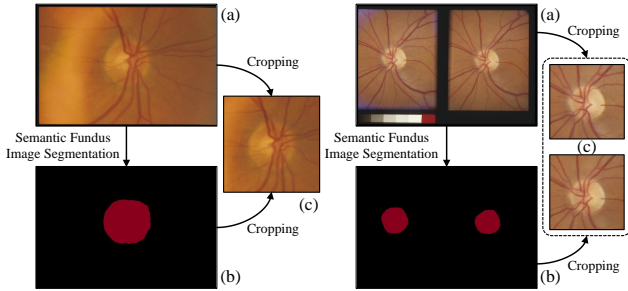 (a)
Cropping
Semantic Fundus
Image Segmentation
(c)
Cropping
(b)
(a)
Cropping
Semantic Fundus
Image Segmentation
(c)
(b)
Cropping